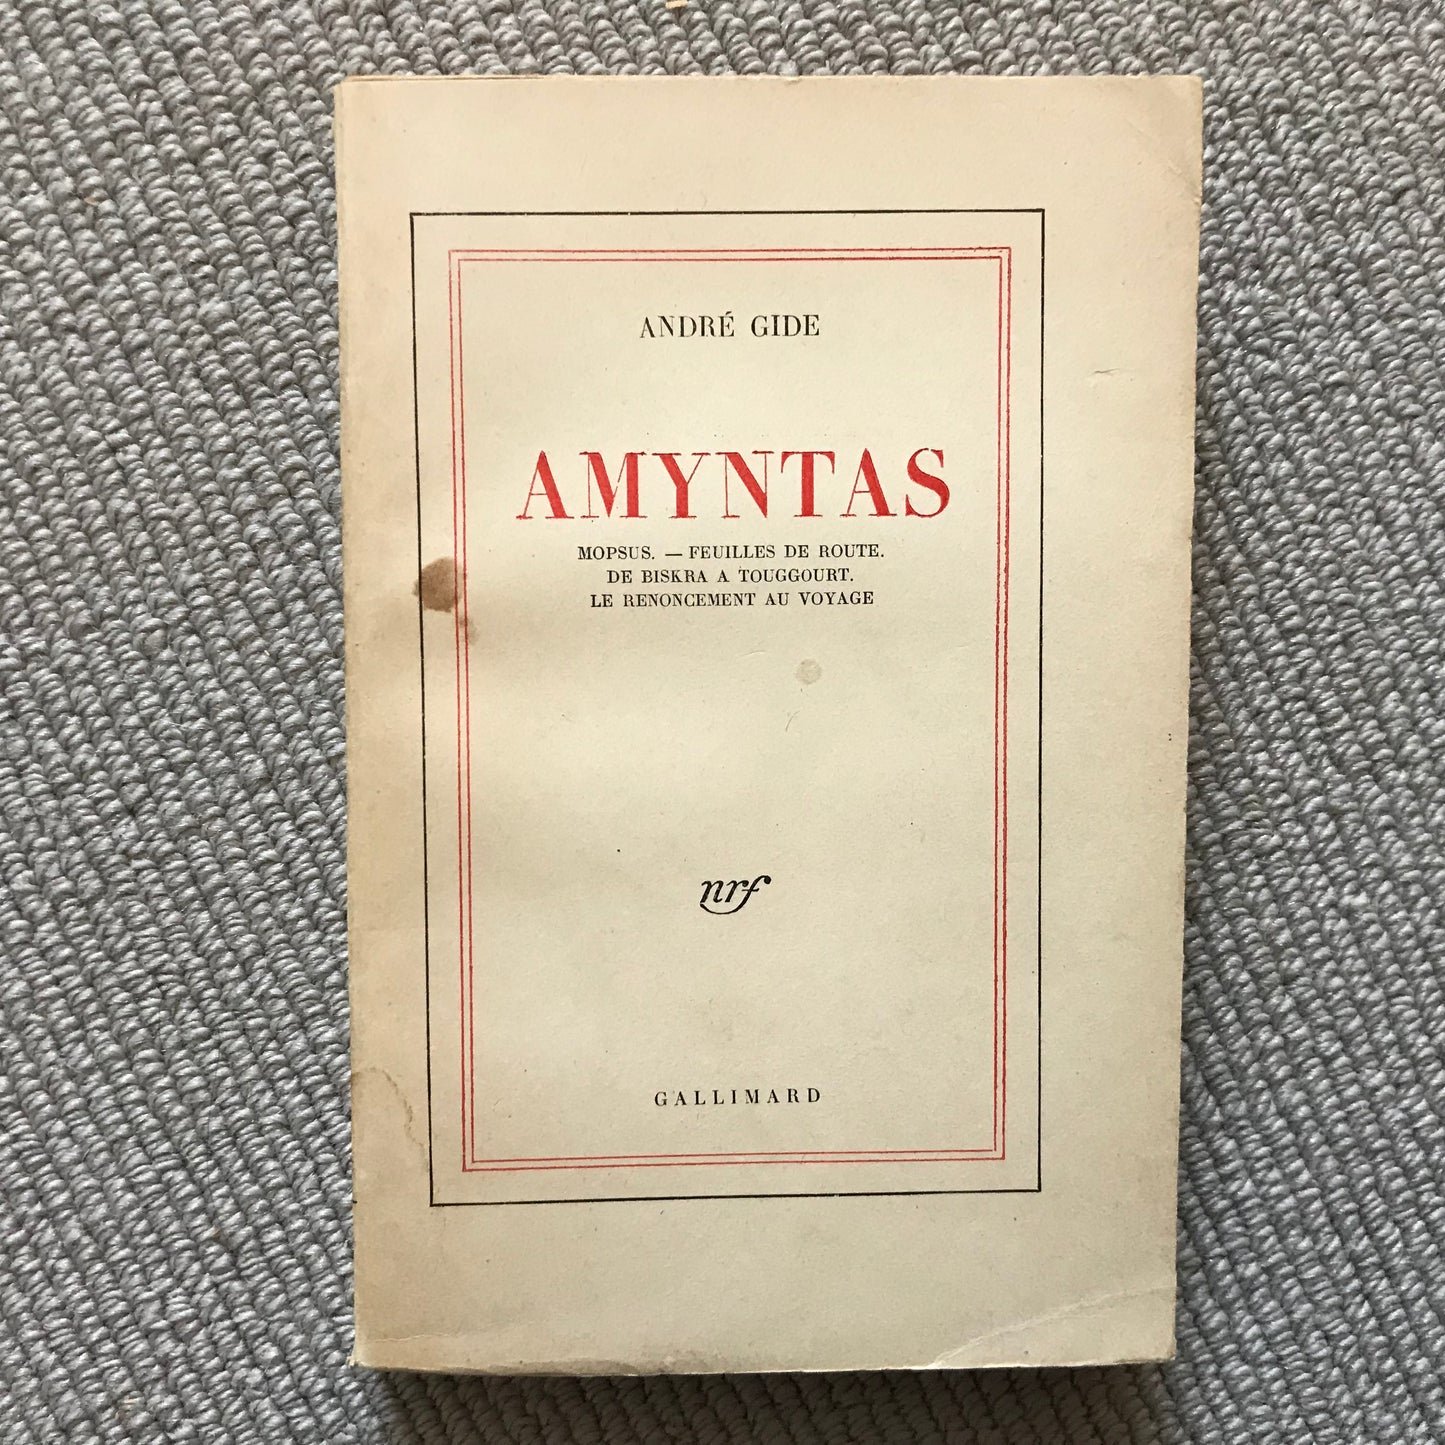 ANDRÉ GIDE
AMYNTAS
MOPSUS. — FEUILLES DE ROUTE.
DE BISKRA A TOUGGOURT.
LE RENONCEMENT AU VOYAGE
nrf
GALLIMARD